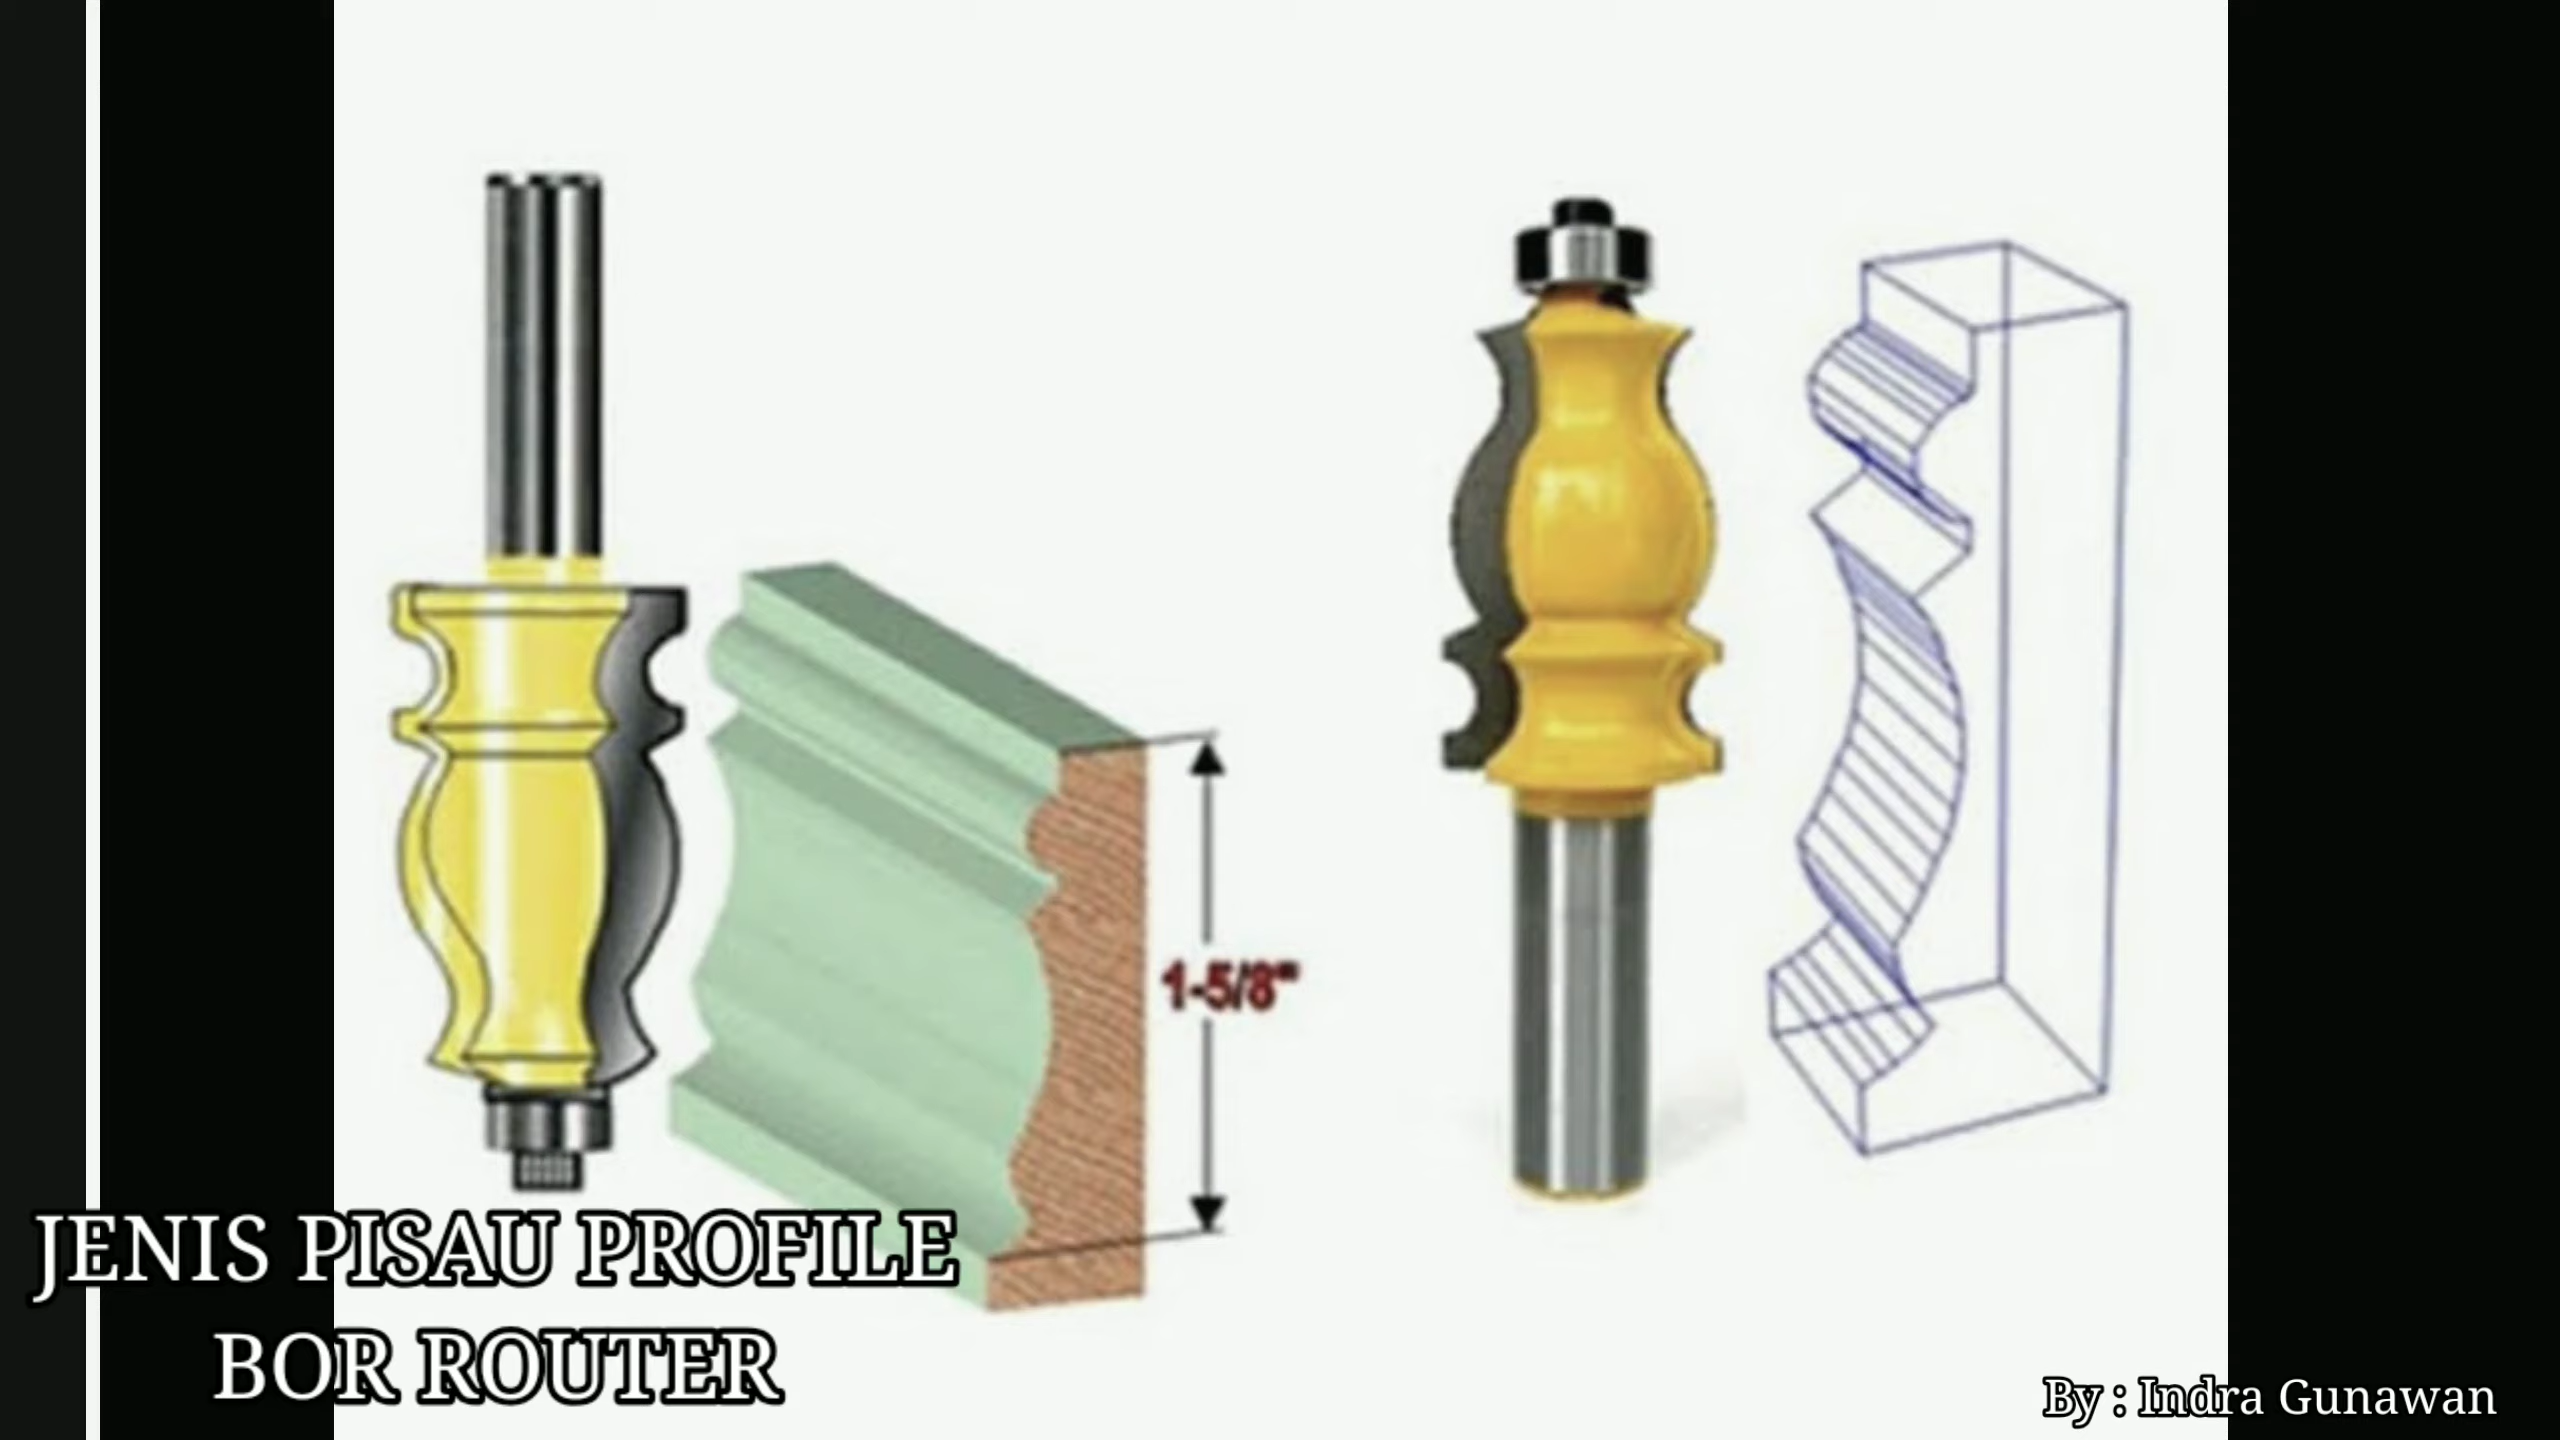 1-5/8"
JENIS PISAU PROFILE
BOR ROUTER
By : Indra Gunawan